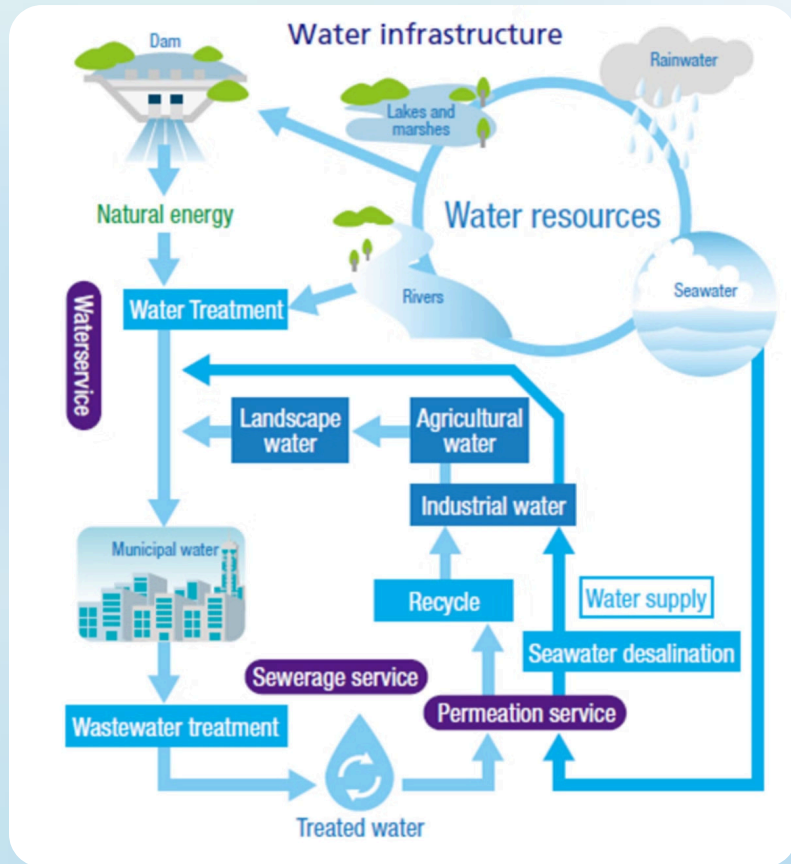 Water infrastructure
Dam
Rainwater
Lakes and
marshes
Natural energy
Water resources
Rivers
Seawater
Water Treatment
Waterservice
Landscape
water
Agricultural
water
Industrial water
Municipal water
Recycle
Water supply
Seawater desalination
Sewerage service
Permeation service
Wastewater treatment
Treated water